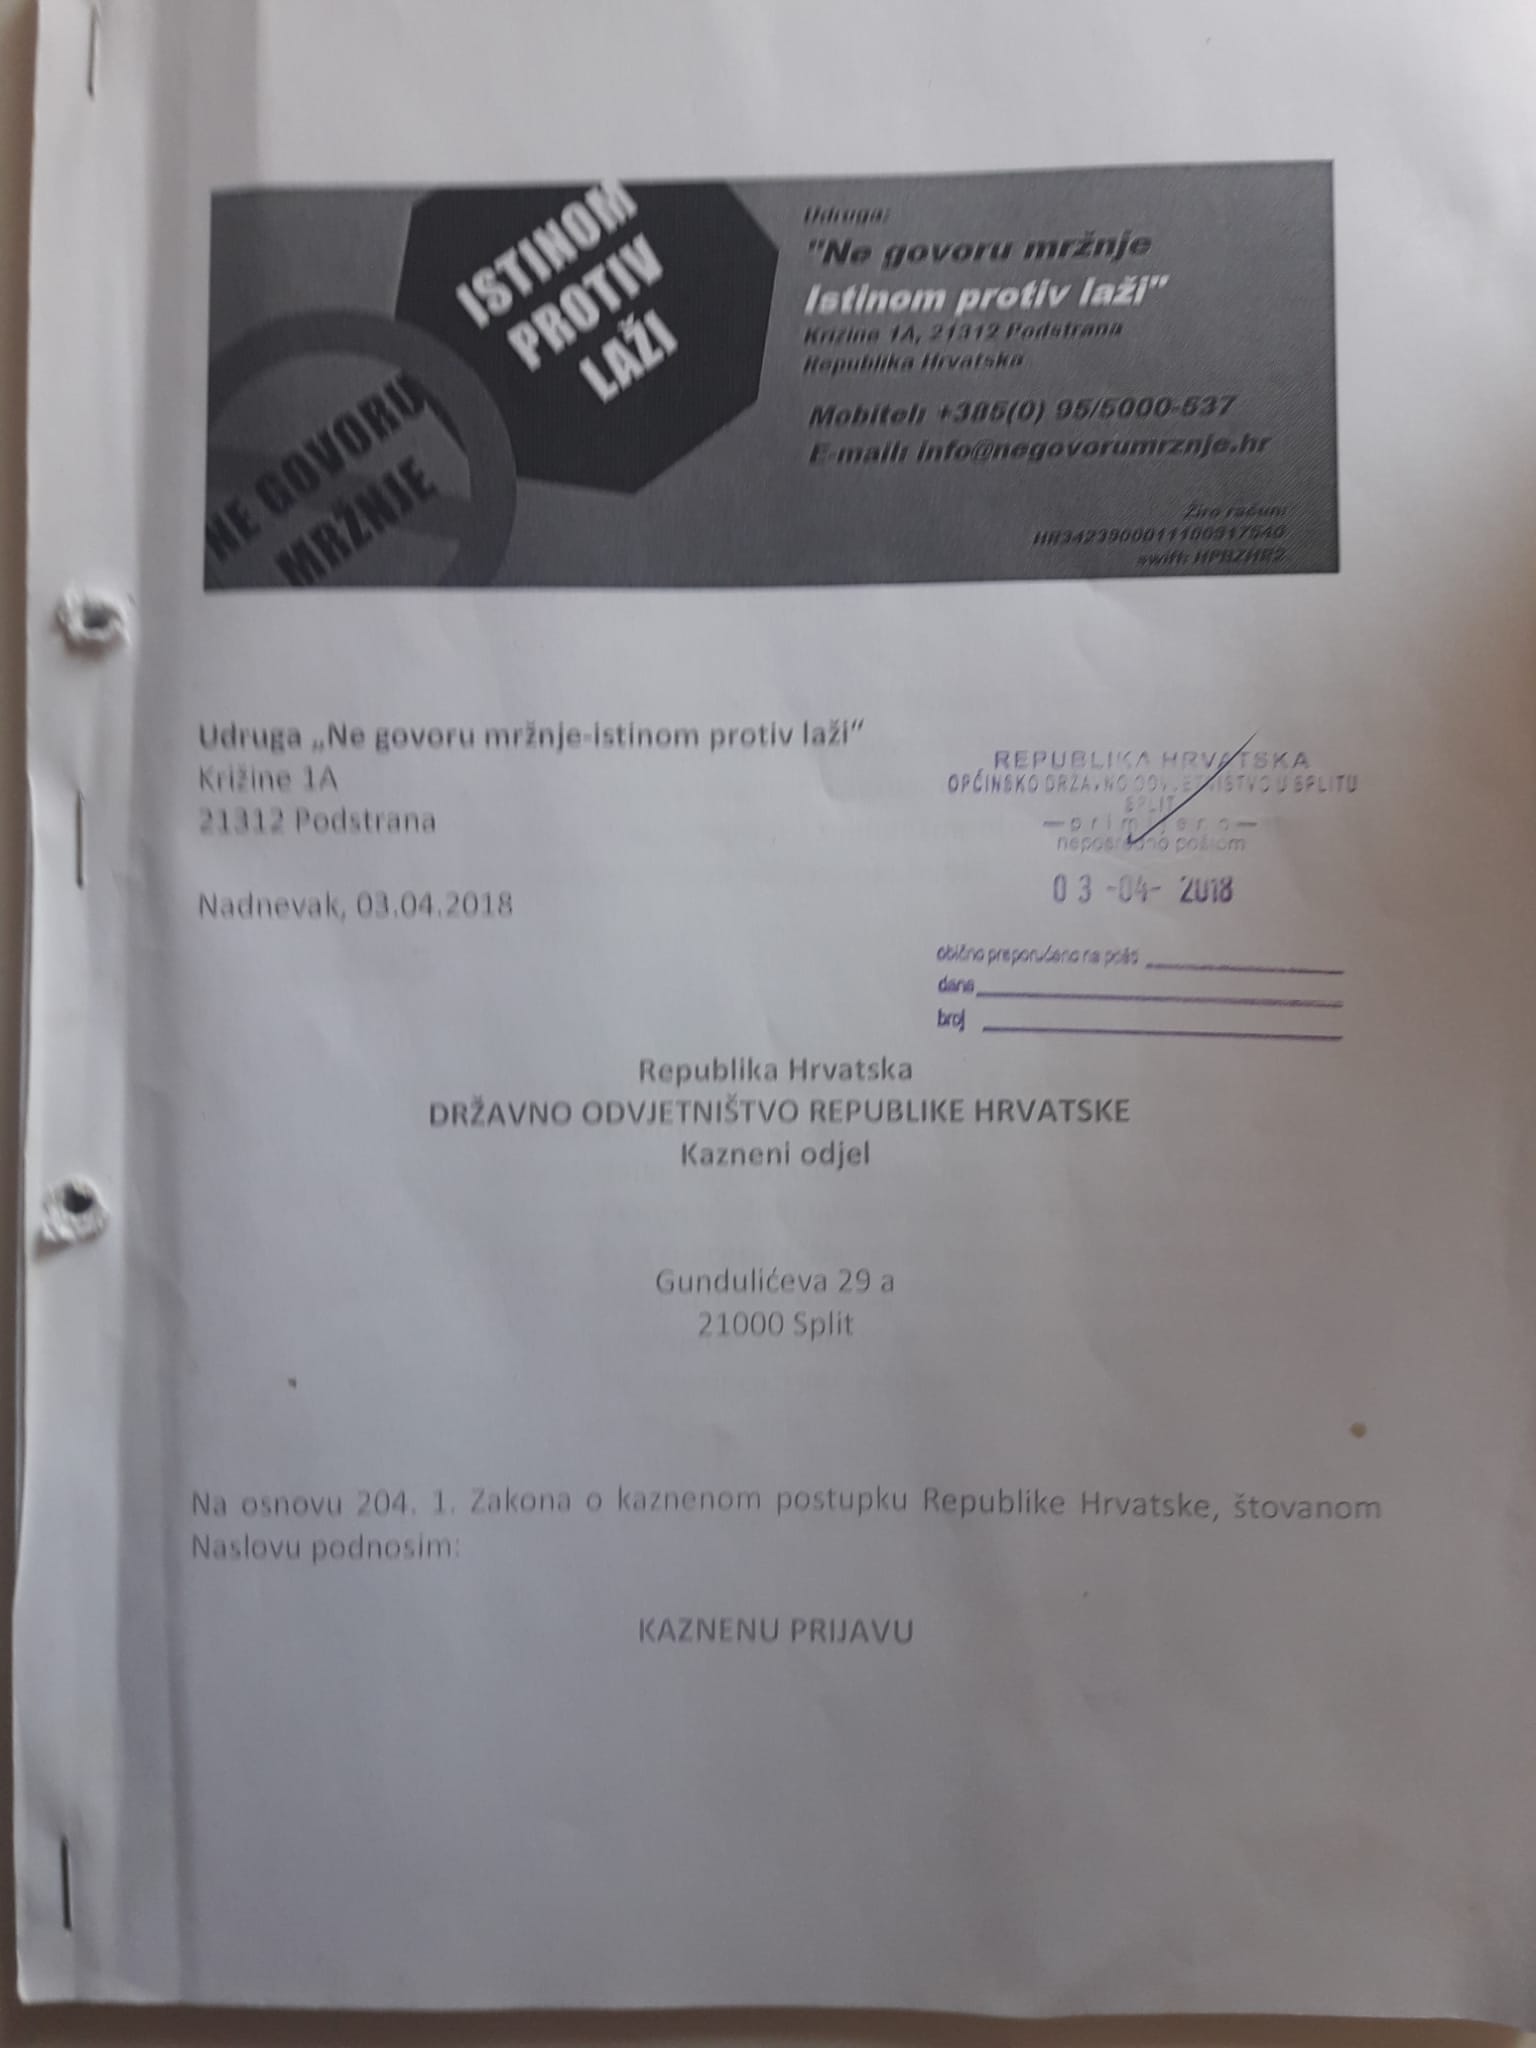 ISTINOM
PROTIV
LAŽI
NE GOVORU
MRŽNJE
Udruga:
"Ne govoru mržnje
Istinom protiv laži"
Križine 1A, 21312 Podstrana
Republika Hrvatska
Mobitel: +385(0) 95/5000-537
E-mail: info@negovorumrznje.hr
Žiro račun:
swift: HPBZHR2
Udruga „Ne govoru mržnje-istinom protiv laži“
Križine 1A
21312 Podstrana
REPUBLIKA HRVATSKA
OPĆINSKO DRŽAVNO ODVJETNIŠTVO U SPLITU
SPLIT
—primljeno—
neposredno poštom
03 -04- 2018
Nadnevak, 03.04.2018
obično preporučeno na pošti
dana
broj
Republika Hrvatska
DRŽAVNO ODVJETNIŠTVO REPUBLIKE HRVATSKE
Kazneni odjel
Gundulićeva 29 a
21000 Split
Na osnovu 204. 1. Zakona o kaznenom postupku Republike Hrvatske, štovanom
Naslovu podnosim:
KAZNENU PRIJAVU